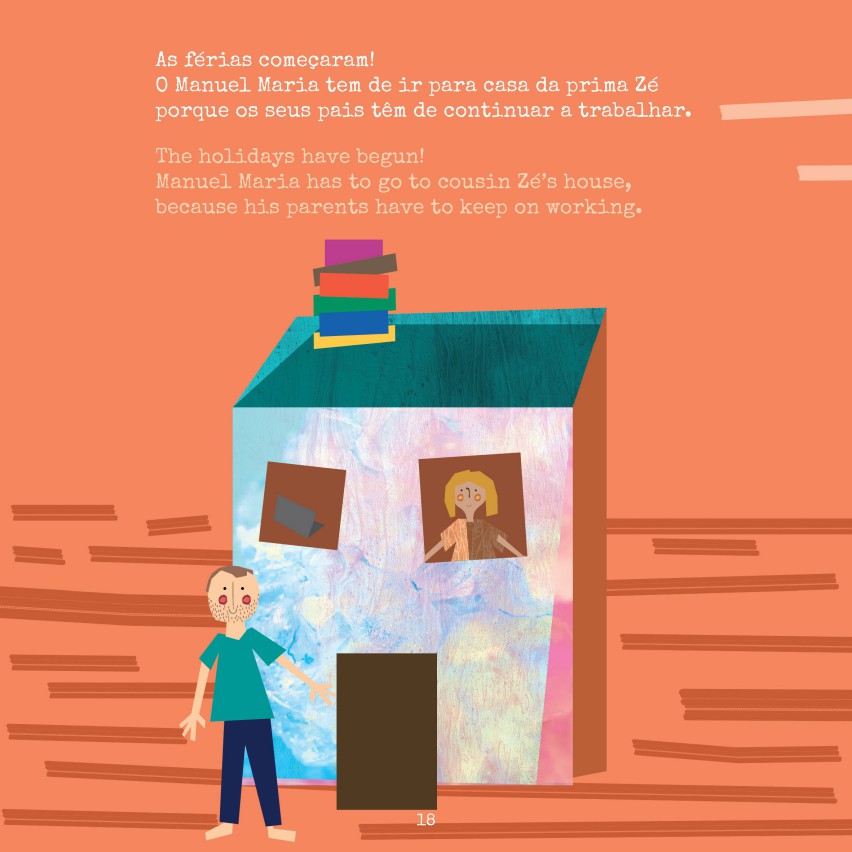 As férias começaram!
O Manuel Maria tem de ir para casa da prima Zé
porque os seus pais têm de continuar a trabalhar.
The holidays have begun!
Manuel Maria has to go to cousin Zé's house,
because his parents have to keep on working.
18